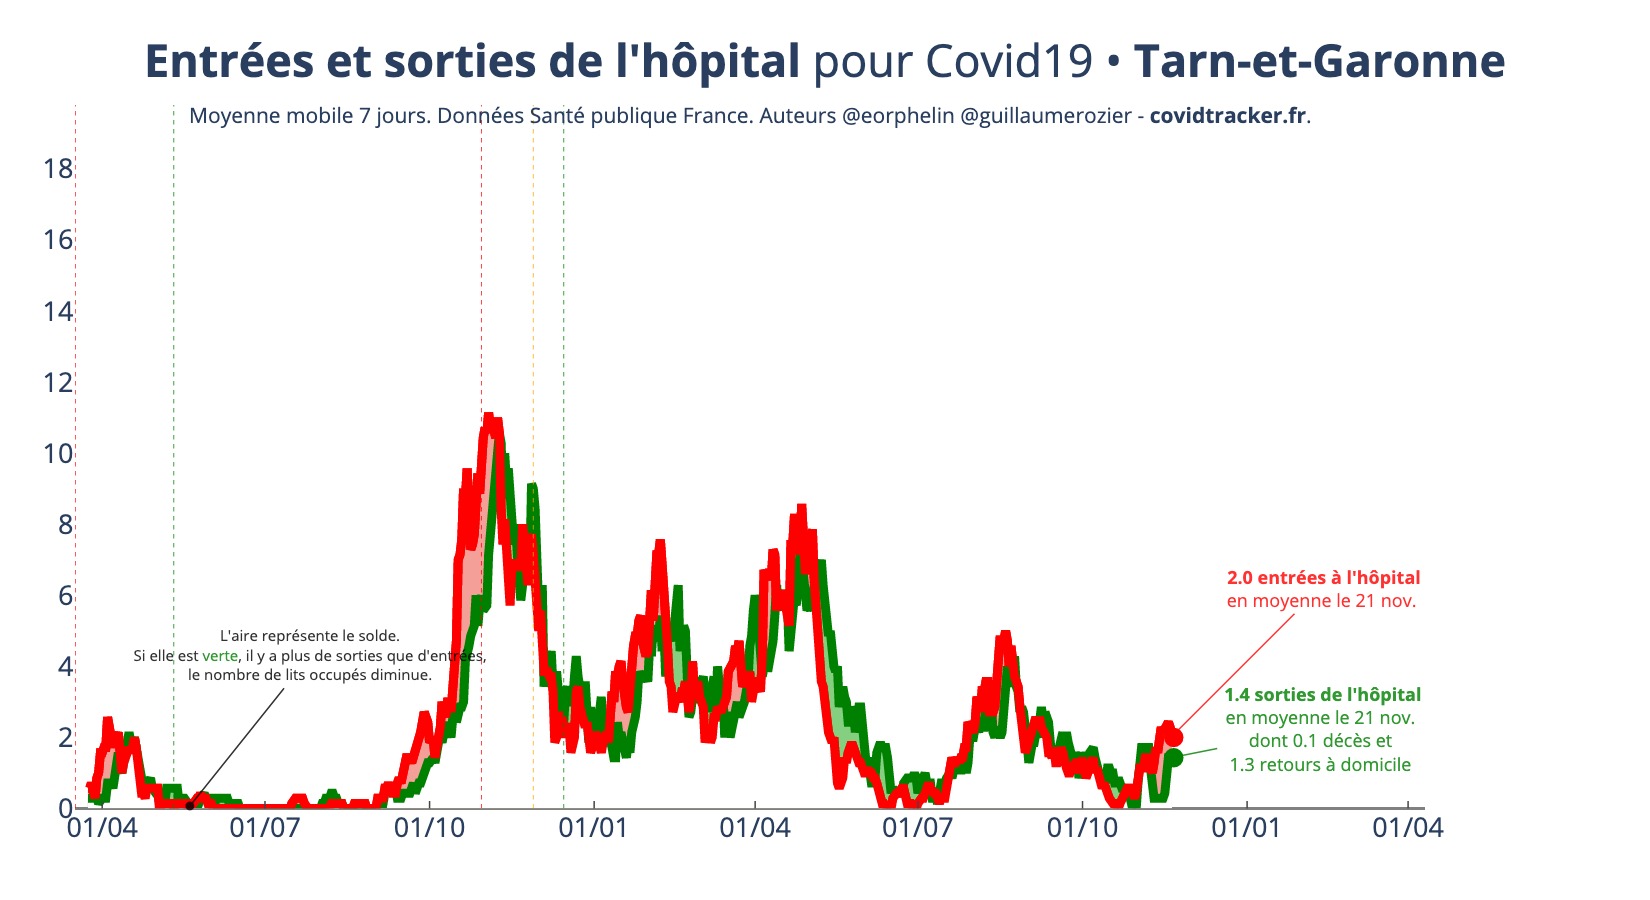 Entrées et sorties de l'hôpital pour Covid19 • Tarn-et-Garonne
Moyenne mobile 7 jours. Données Santé publique France. Auteurs @eorphelin @guillaumerozier - covidtracker.fr.
18
16
14
12
10
8
6
4
2
0
L'aire représente le solde.
Si elle est verte, il y a plus de sorties que d'entrées,
le nombre de lits occupés diminue.
2.0 entrées à l'hôpital
en moyenne le 21 nov.
1.4 sorties de l'hôpital
en moyenne le 21 nov.
dont 0.1 décès et
1.3 retours à domicile
01/04 01/07 01/10 01/01 01/04 01/07 01/10 01/01 01/04